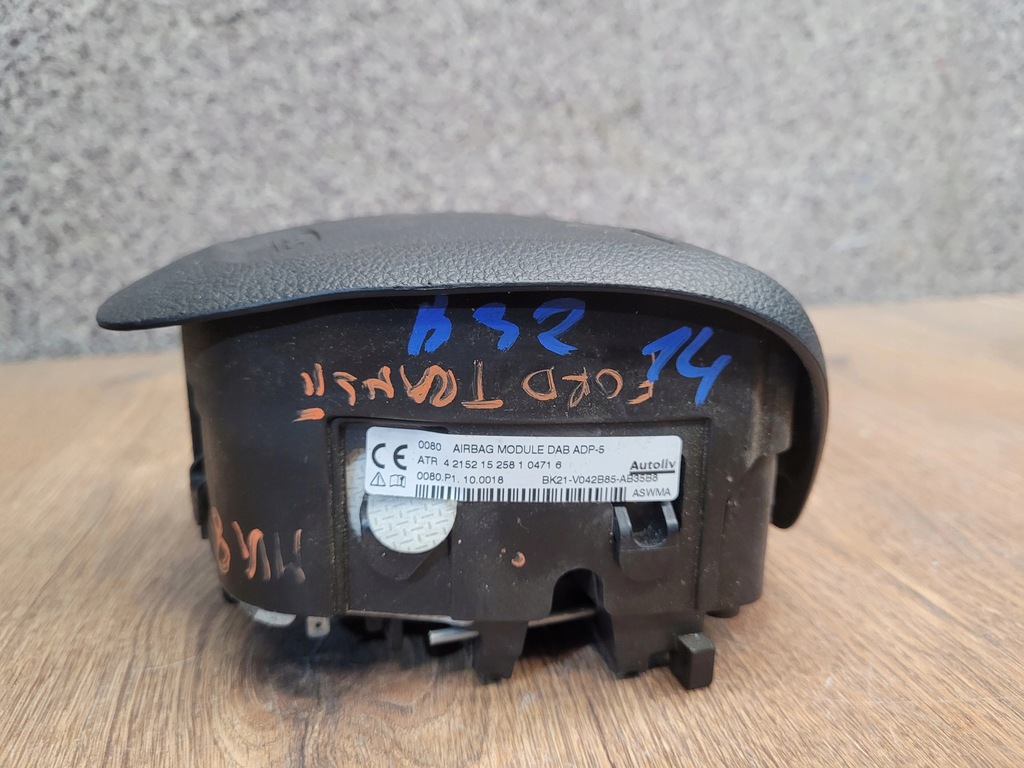 B32
14
FORD TRANSIT
CE 0080 AIRBAG MODULE DAB ADP-5
ATR 4 2152 15 258 1 0471 6
Autoliv
0080.P1. 10.0018 BK21-V042B85-AB35B8
ASWMA